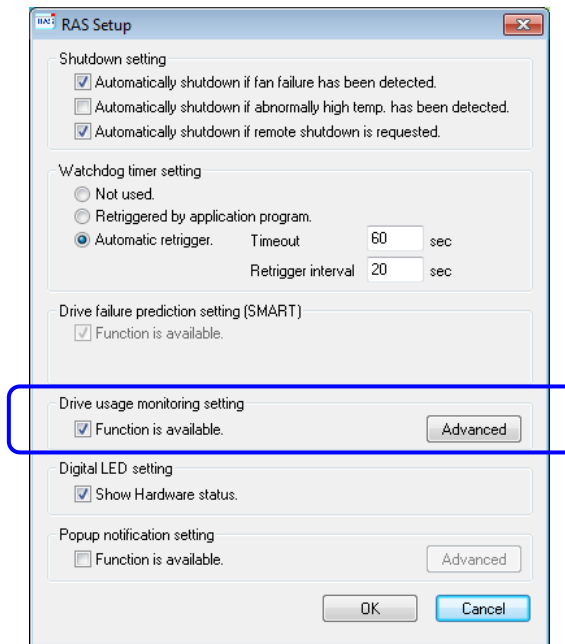 RAS Setup
Shutdown setting
Automatically shutdown if fan failure has been detected.
Automatically shutdown if abnormally high temp. has been detected.
Automatically shutdown if remote shutdown is requested.
Watchdog timer setting
Not used.
Retriggered by application program.
Automatic retrigger. Timeout 60 sec
Retrigger interval 20 sec
Drive failure prediction setting (SMART)
Function is available.
Drive usage monitoring setting
Function is available. Advanced
Digital LED setting
Show Hardware status.
Popup notification setting
Function is available. Advanced
OK Cancel